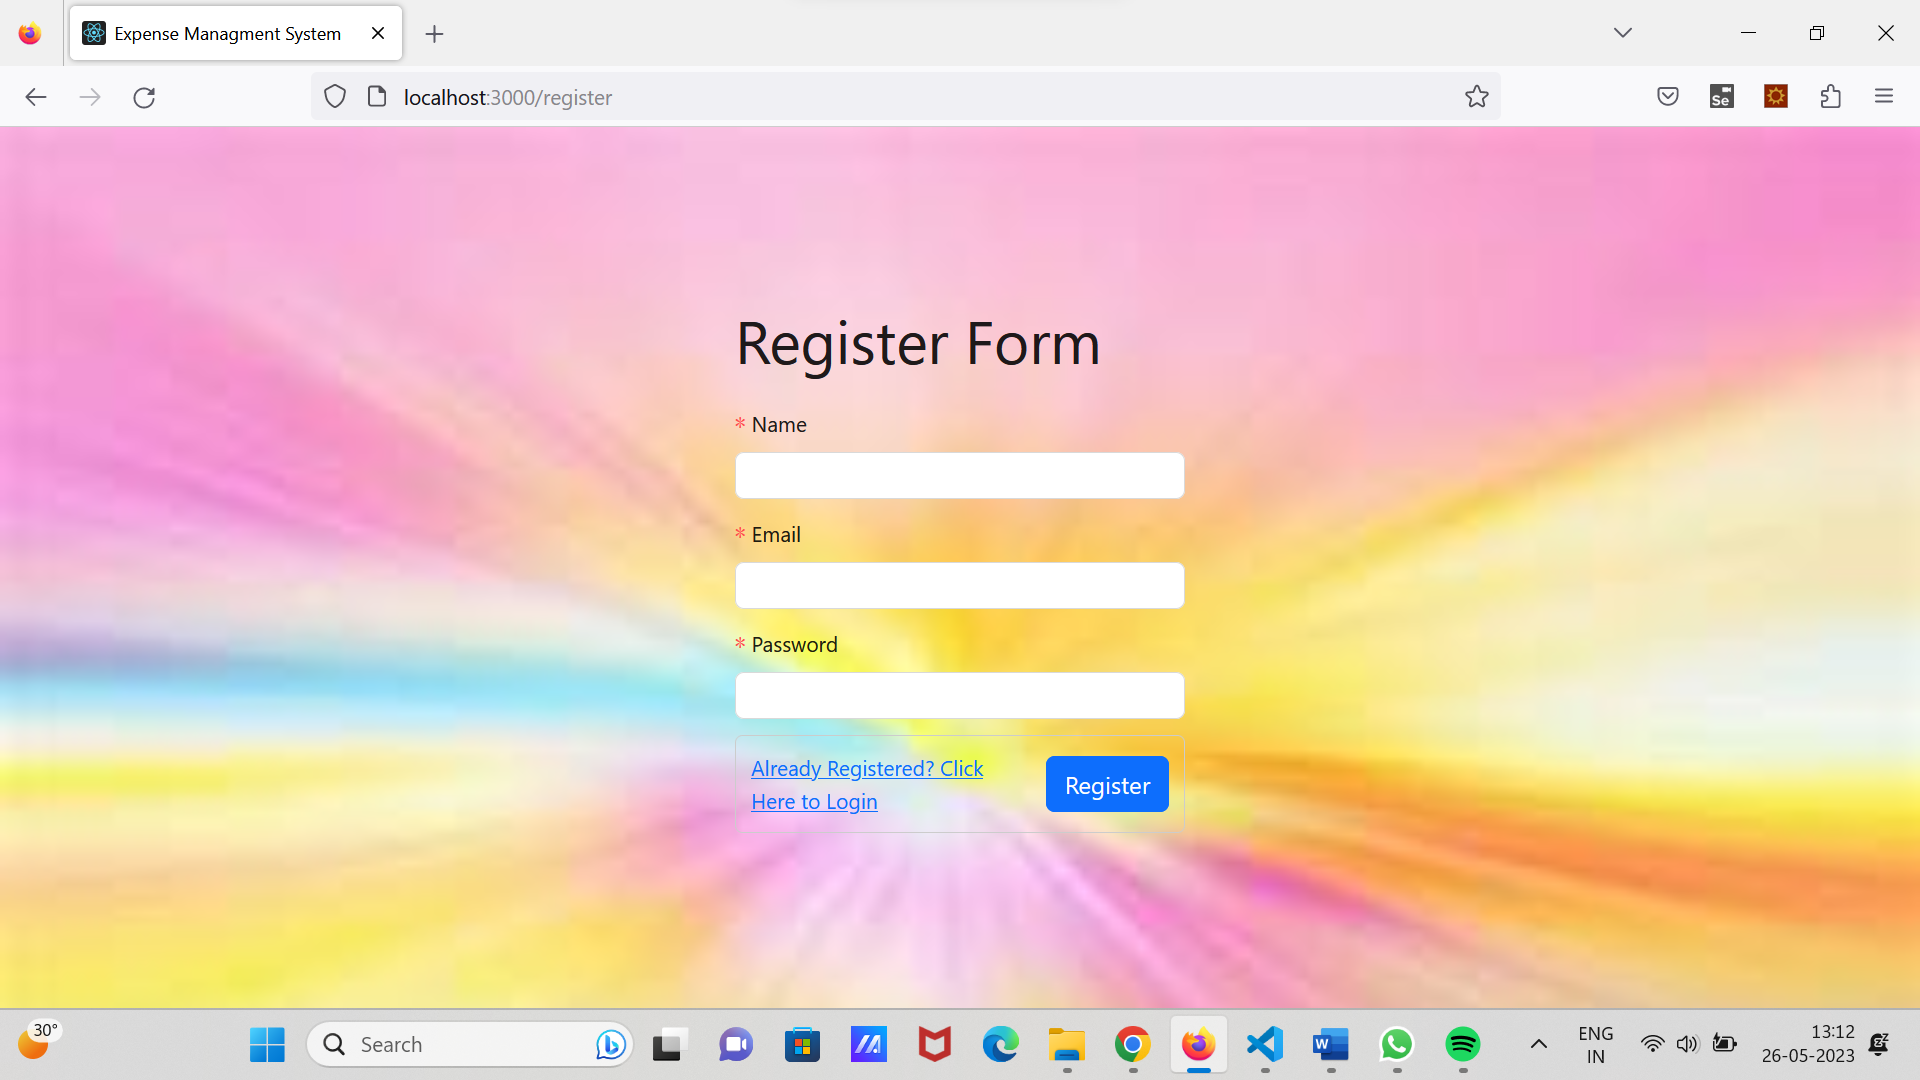 Expense Managment System
localhost:3000/register
Se
Register Form
* Name
* Email
* Password
Already Registered? Click
Here to Login
Register
30°
Search
W
ENG
IN
13:12
26-05-2023